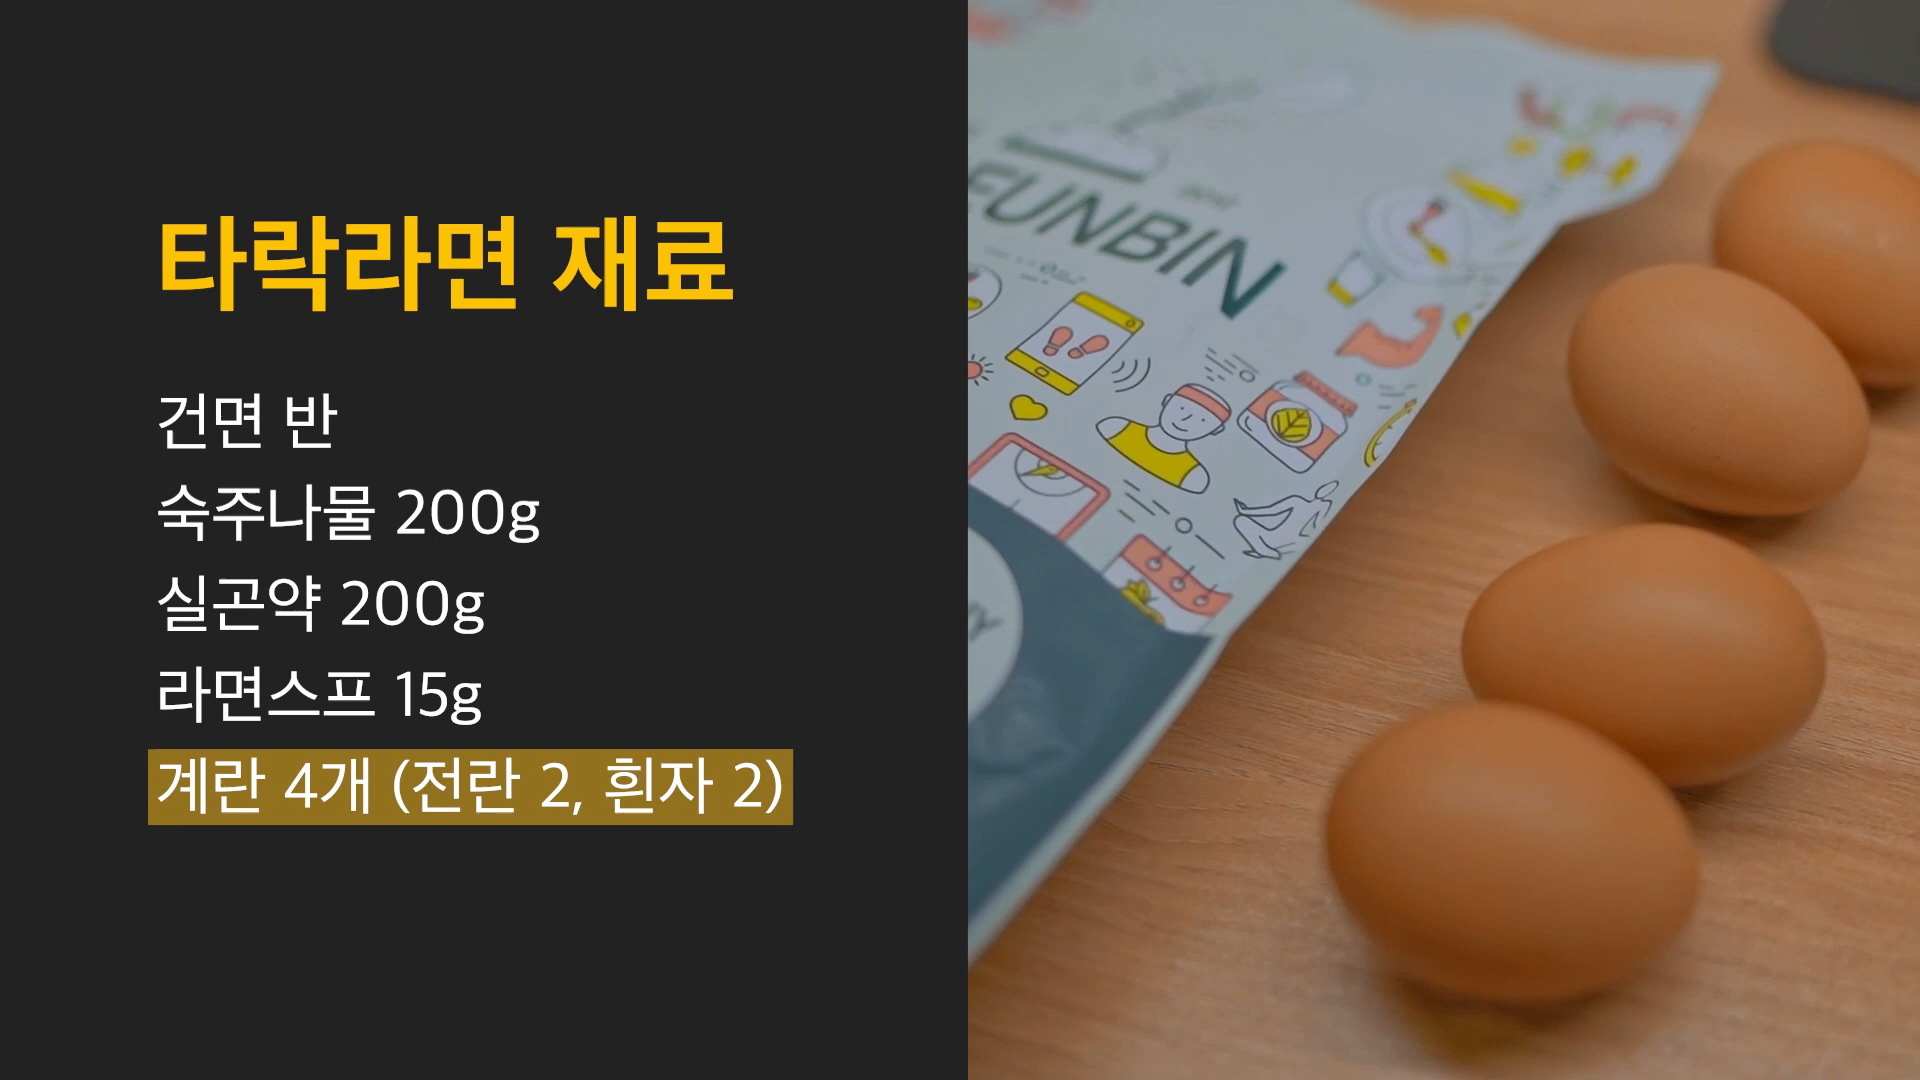 타락라면 재료
건면 반
숙주나물 200g
실곤약 200g
라면스프 15g
계란 4개 (전란 2, 흰자 2)
FUNBIN